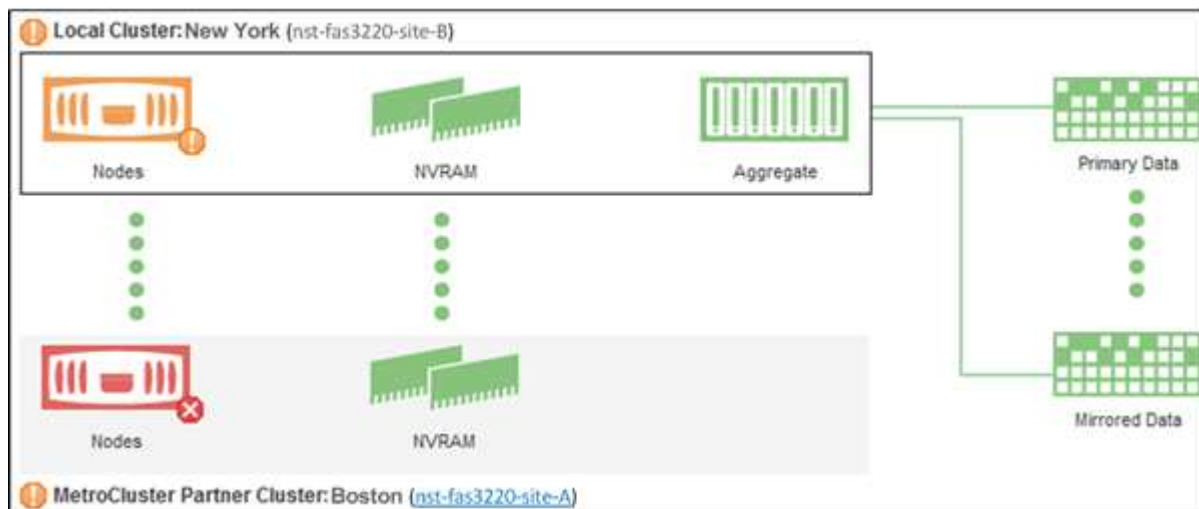 Local Cluster: New York (nst-fas3220-site-B)
Nodes NVRAM Aggregate
Primary Data
Nodes NVRAM
Mirrored Data
MetroCluster Partner Cluster: Boston (nst-fas3220-site-A)